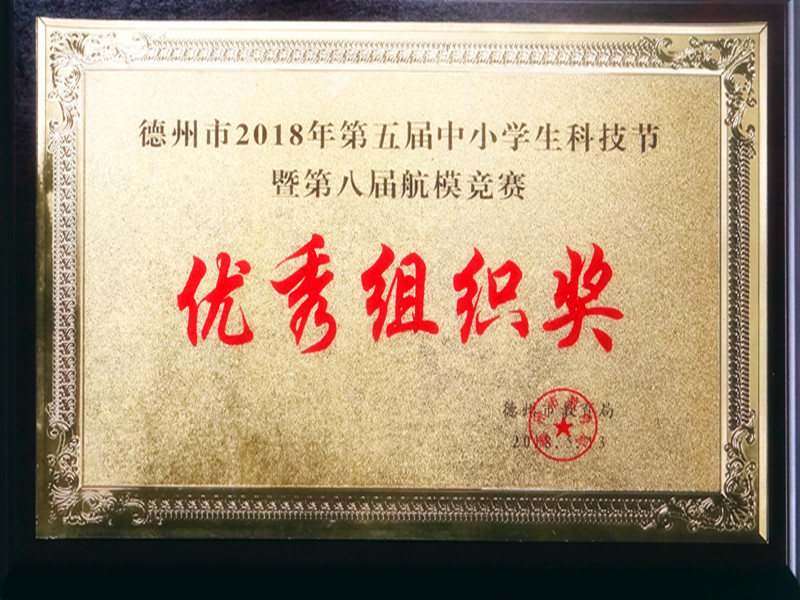 德州市2018年第五届中小学生科技节
暨第八届航模竞赛
优秀组织奖
德州市教育局